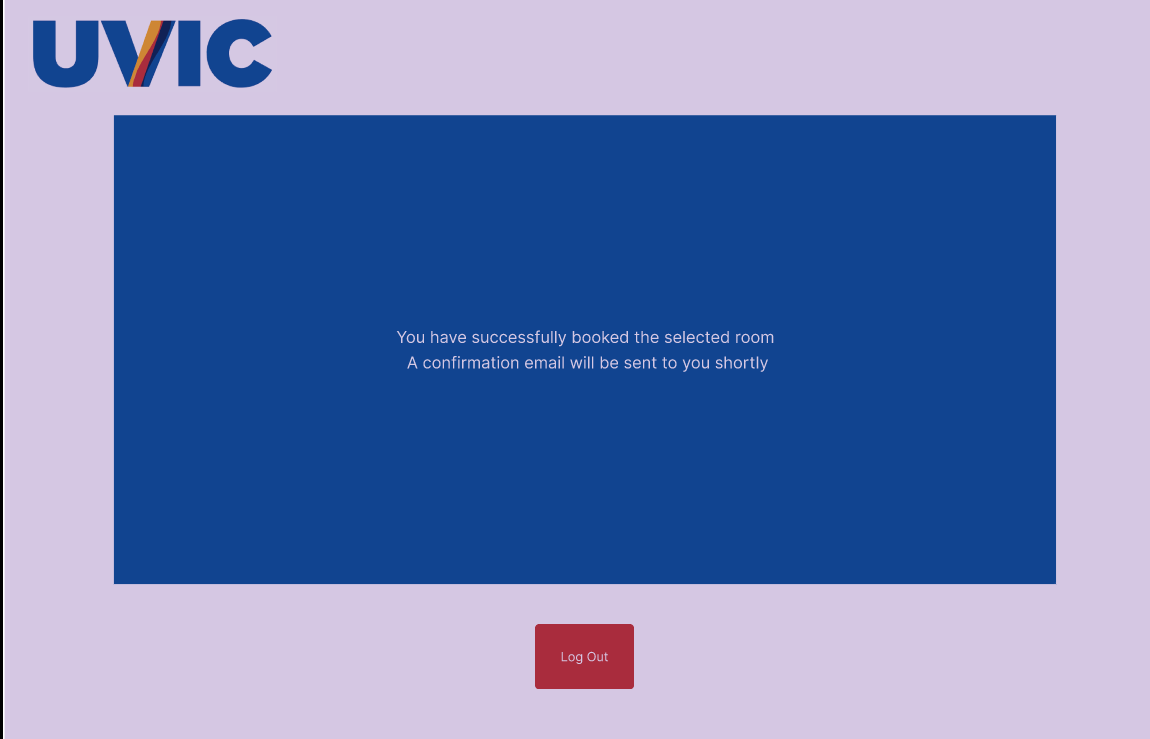 UVIC
You have successfully booked the selected room
A confirmation email will be sent to you shortly
Log Out